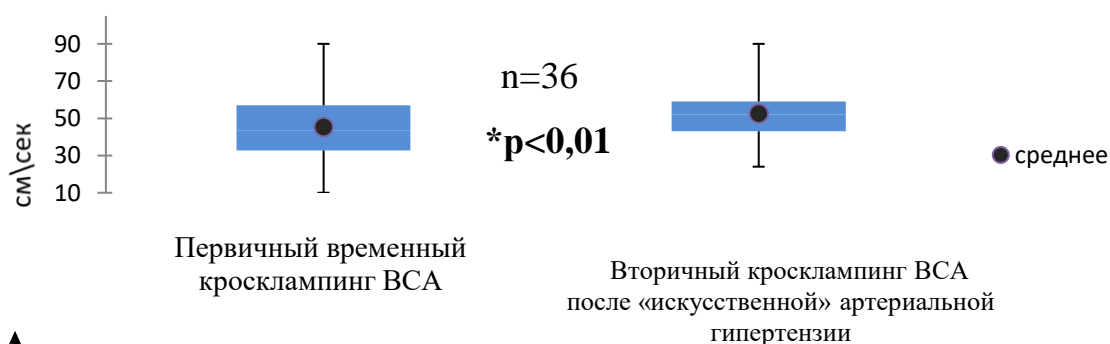 90
70
50
30
10
см\сек
n=36
*p<0,01
среднее
Первичный временный
кросклампинг ВСА
Вторичный кросклампинг ВСА
после «искусственной» артериальной
гипертензии